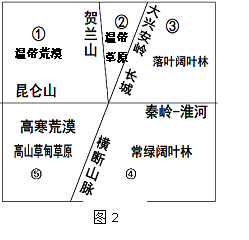 贺兰山
①
温带荒漠
②
温带
草原
大兴安岭
③
落叶阔叶林
长城
昆仑山
秦岭-淮河
高寒荒漠
高山草甸草原
⑤
横断山脉
常绿阔叶林
④
图 2